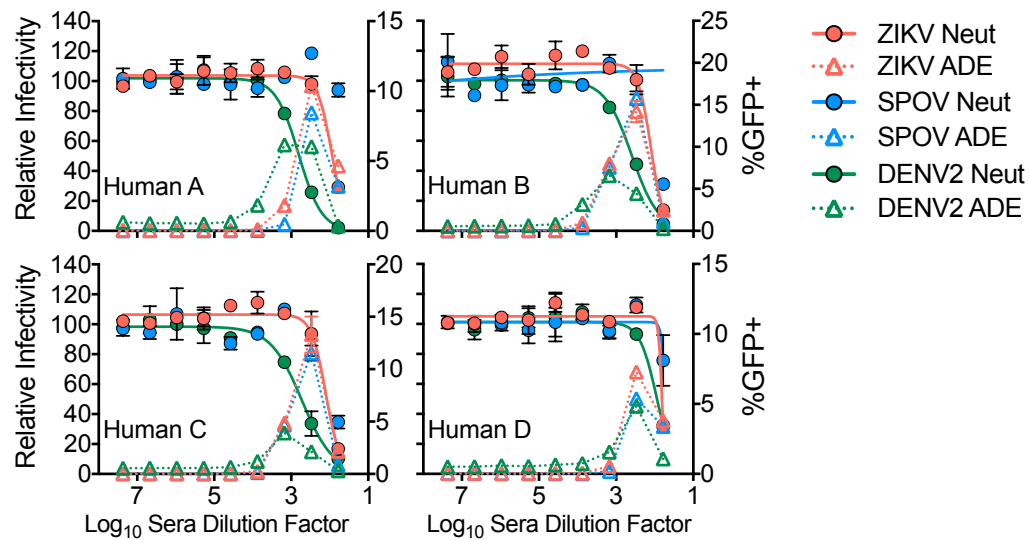 140 15 25
120 20
100 10 15
80
60 5 10
40
20 5
0 0 0
Relative Infectivity
Human A
Human B
%GFP+
ZIKV Neut
ZIKV ADE
SPOV Neut
SPOV ADE
DENV2 Neut
DENV2 ADE
140 20 15
120 15
100 10
80 10
60
40 5 5
20
0 0 0
Relative Infectivity
Human C
Human D
%GFP+
7 5 3 1 7 5 3 1
Log10 Sera Dilution Factor Log10 Sera Dilution Factor